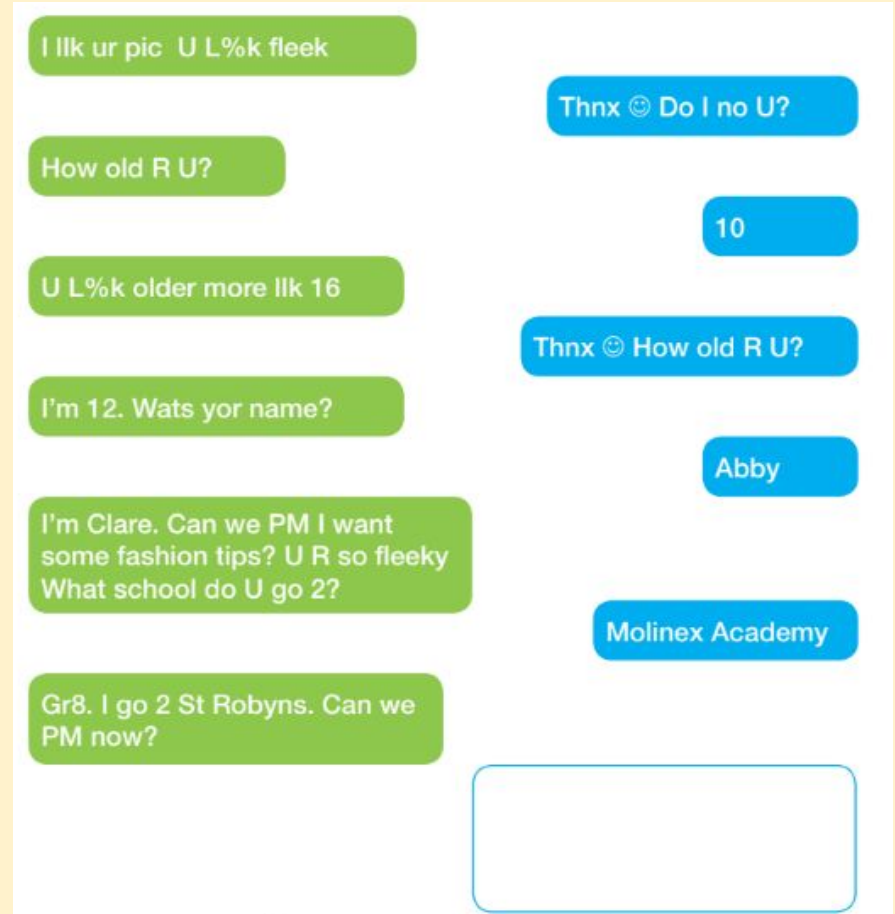 I lIk ur pic  U L%k fleek
Thnx ☺ Do I no U?
How old R U?
10
U L%k older more lIk 16
Thnx ☺ How old R U?
I'm 12. Wats yor name?
Abby
I'm Clare. Can we PM I want
some fashion tips? U R so fleeky
What school do U go 2?
Molinex Academy
Gr8. I go 2 St Robyns. Can we
PM now?